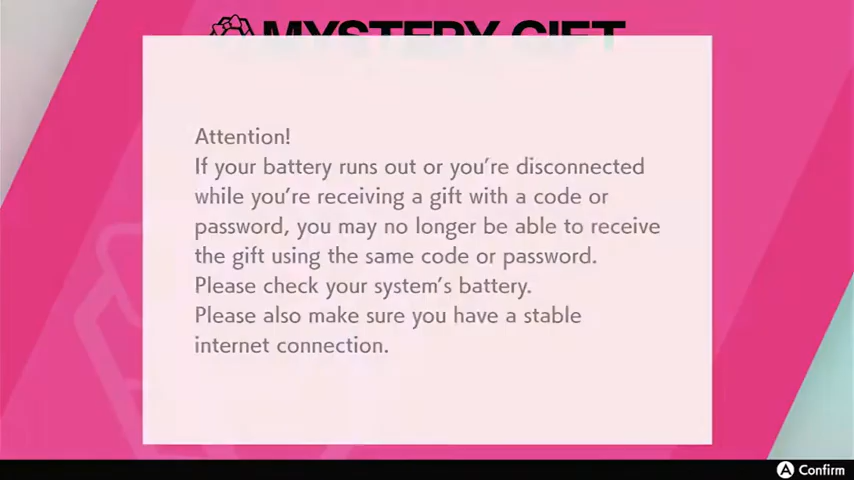 MYSTERY GIFT
Attention!
If your battery runs out or you're disconnected
while you're receiving a gift with a code or
password, you may no longer be able to receive
the gift using the same code or password.
Please check your system's battery.
Please also make sure you have a stable
internet connection.
A Confirm